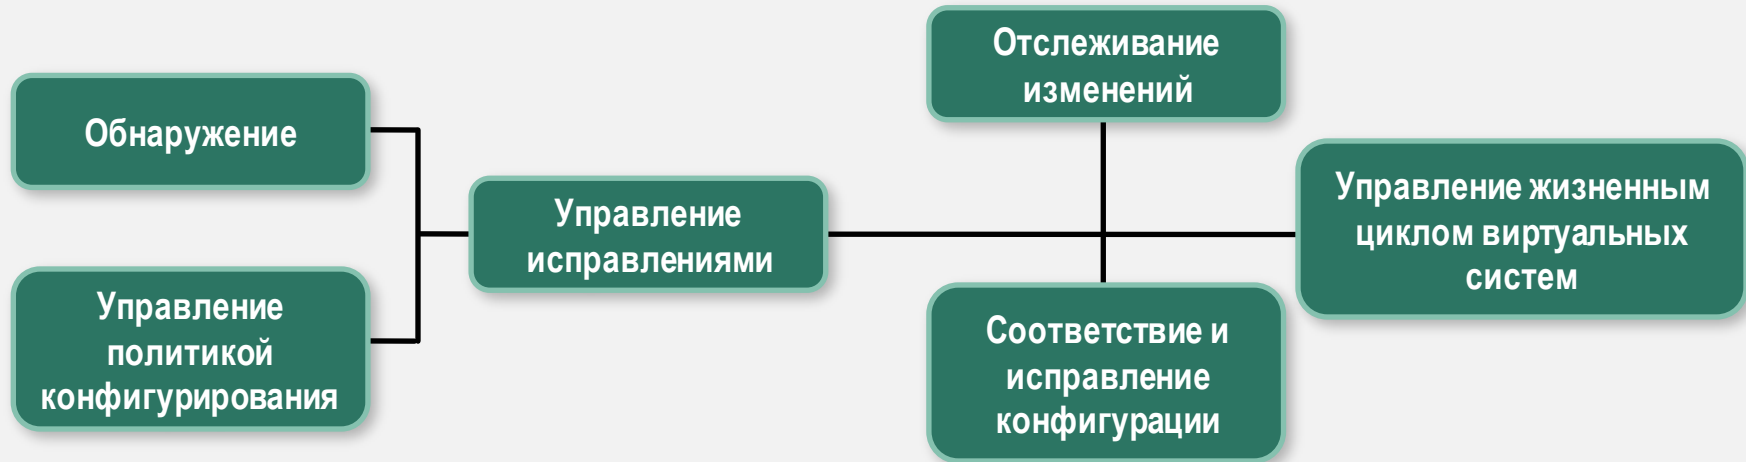 Обнаружение
Управление
политикой
конфигурирования
Управление
исправлениями
Отслеживание
изменений
Соответствие и
исправление
конфигурации
Управление жизненным
циклом виртуальных
систем